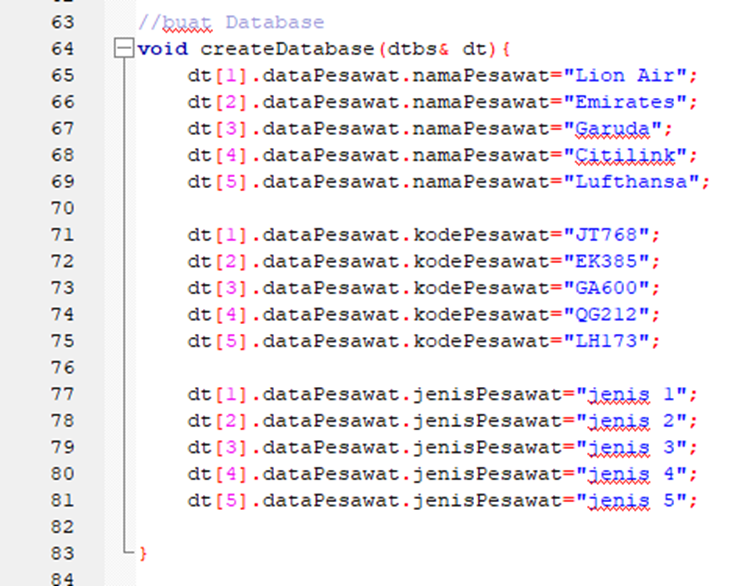 63 //buat Database
64 void createDatabase(dtbs& dt){
65 dt[1].dataPesawat.namaPesawat="Lion Air";
66 dt[2].dataPesawat.namaPesawat="Emirates";
67 dt[3].dataPesawat.namaPesawat="Garuda";
68 dt[4].dataPesawat.namaPesawat="Citilink";
69 dt[5].dataPesawat.namaPesawat="Lufthansa";
70
71 dt[1].dataPesawat.kodePesawat="JT768";
72 dt[2].dataPesawat.kodePesawat="EK385";
73 dt[3].dataPesawat.kodePesawat="GA600";
74 dt[4].dataPesawat.kodePesawat="QG212";
75 dt[5].dataPesawat.kodePesawat="LH173";
76
77 dt[1].dataPesawat.jenisPesawat="jenis 1";
78 dt[2].dataPesawat.jenisPesawat="jenis 2";
79 dt[3].dataPesawat.jenisPesawat="jenis 3";
80 dt[4].dataPesawat.jenisPesawat="jenis 4";
81 dt[5].dataPesawat.jenisPesawat="jenis 5";
82
83 }
84